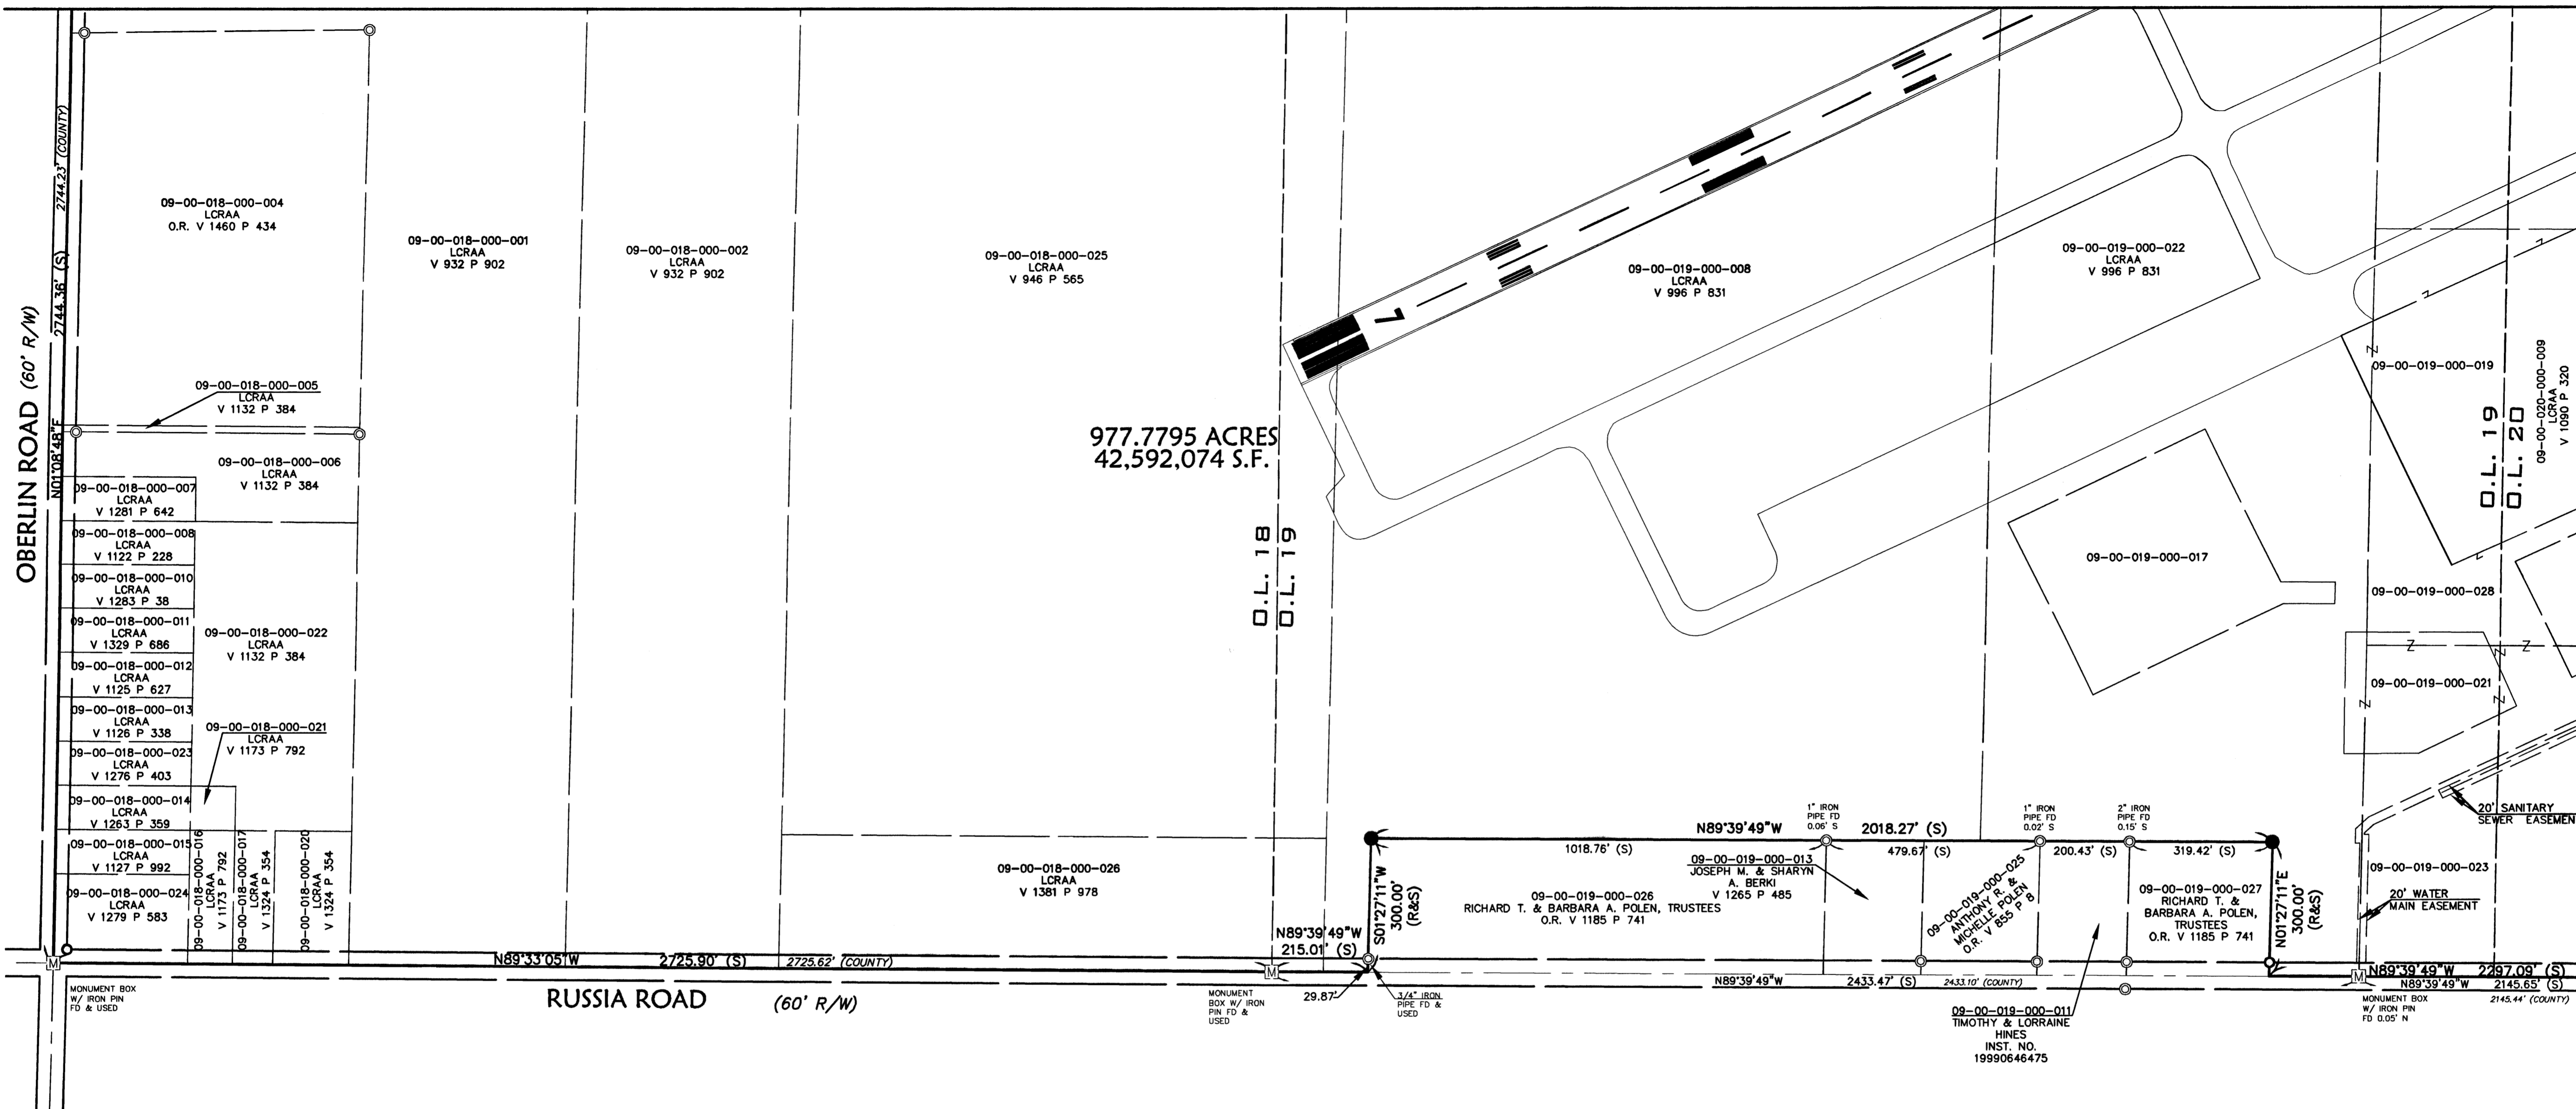 OBERLIN ROAD (60' R/W)
2744.23' (COUNTY)
2744.36' (S)
N01°08'48"E
09-00-018-000-004
LCRAA
O.R. V 1460 P 434
09-00-018-000-001
LCRAA
V 932 P 902
09-00-018-000-002
LCRAA
V 932 P 902
09-00-018-000-025
LCRAA
V 946 P 565
09-00-018-000-005
LCRAA
V 1132 P 384
09-00-018-000-006
LCRAA
V 1132 P 384
09-00-018-000-007
LCRAA
V 1281 P 642
09-00-018-000-008
LCRAA
V 1122 P 228
09-00-018-000-010
LCRAA
V 1283 P 38
09-00-018-000-011
LCRAA
V 1329 P 686
09-00-018-000-012
LCRAA
V 1125 P 627
09-00-018-000-013
LCRAA
V 1126 P 338
09-00-018-000-023
LCRAA
V 1276 P 403
09-00-018-000-014
LCRAA
V 1263 P 359
09-00-018-000-015
LCRAA
V 1127 P 992
09-00-018-000-024
LCRAA
V 1279 P 583
09-00-018-000-022
LCRAA
V 1132 P 384
09-00-018-000-021
LCRAA
V 1173 P 792
09-00-018-000-016
LCRAA
V 1173 P 792
09-00-018-000-017
LCRAA
V 1324 P 354
09-00-018-000-020
LCRAA
V 1324 P 354
977.7795 ACRES
42,592,074 S.F.
O.L. 18
O.L. 19
09-00-018-000-026
LCRAA
V 1381 P 978
7
09-00-019-000-008
LCRAA
V 996 P 831
09-00-019-000-022
LCRAA
V 996 P 831
09-00-019-000-017
09-00-019-000-019
O.L. 19
O.L. 20
09-00-020-000-009
LCRAA
V 1090 P 320
09-00-019-000-028
09-00-019-000-021
20' SANITARY
SEWER EASEMEN
09-00-019-000-023
20' WATER
MAIN EASEMENT
1" IRON
PIPE FD
0.06' S
1" IRON
PIPE FD
0.02' S
2" IRON
PIPE FD
0.15' S
N89°39'49"W 2018.27' (S)
1018.76' (S)
479.67' (S)
200.43' (S)
319.42' (S)
S01°27'11"W
300.00'
(R&S)
09-00-019-000-026
RICHARD T. & BARBARA A. POLEN, TRUSTEES
O.R. V 1185 P 741
09-00-019-000-013
JOSEPH M. & SHARYN
A. BERKI
V 1265 P 485
09-00-019-000-025
ANTHONY R. &
MICHELLE POLEN
O.R. V 855 P 8
09-00-019-000-027
RICHARD T. &
BARBARA A. POLEN,
TRUSTEES
O.R. V 1185 P 741
N01°27'11"E
300.00'
(R&S)
N89°39'49"W
215.01' (S)
N89°33'05"W 2725.90' (S) 2725.62' (COUNTY)
M
M
M
RUSSIA ROAD (60' R/W)
MONUMENT BOX
W/ IRON PIN
FD & USED
MONUMENT
BOX W/ IRON
PIN FD &
USED
29.87'
3/4" IRON
PIPE FD &
USED
N89°39'49"W 2433.47' (S) 2433.10' (COUNTY)
N89°39'49"W 2297.09' (S)
N89°39'49"W 2145.65' (S)
2145.44' (COUNTY)
MONUMENT BOX
W/ IRON PIN
FD 0.05' N
09-00-019-000-011
TIMOTHY & LORRAINE
HINES
INST. NO.
19990646475